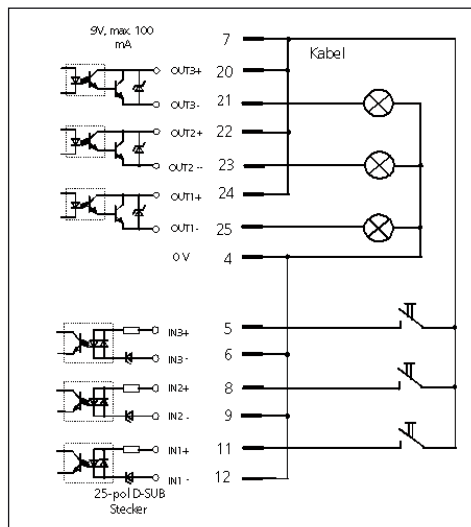 9V, max. 100
mA
7
Kabel
OUT3+ 20
OUT3- 21
OUT2+ 22
OUT2-- 23
OUT1+ 24
OUT1- 25
0 V 4
IN3+ 5
IN3- 6
IN2+ 8
IN2 - 9
IN1+ 11
IN1 - 12
25-pol D-SUB
Stecker